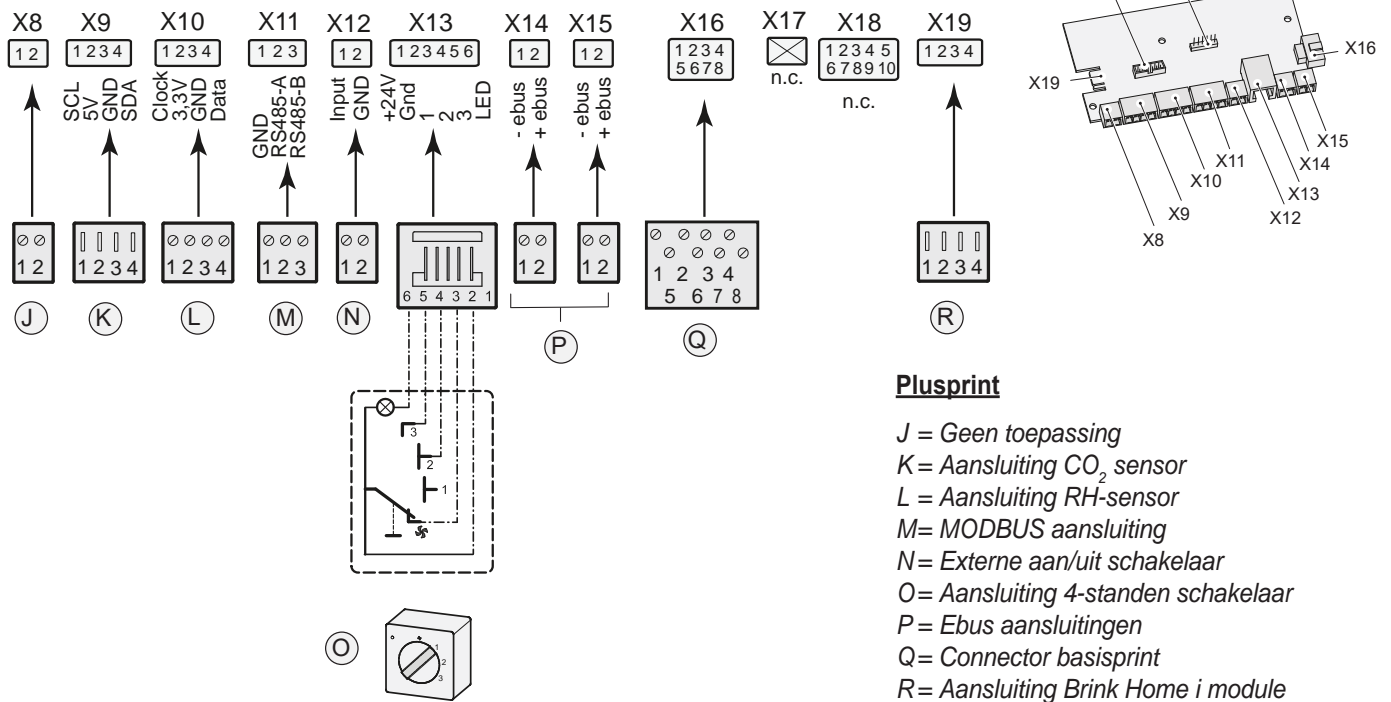 X8 X9 X10 X11 X12 X13 X14 X15 X16 X17 X18 X19
1 2
1 2 3 4
1 2 3 4
1 2 3
1 2
1 2 3 4 5 6
1 2
1 2
1 2 3 4
5 6 7 8
n.c.
1 2 3 4 5
6 7 8 9 10
n.c.
1 2 3 4
SCL
5V
GND
SDA
Clock
3,3V
GND
Data
GND
RS485-A
RS485-B
Input
GND
+24V
Gnd
1
2
3
LED
- ebus
+ ebus
- ebus
+ ebus
1 2
1 2 3 4
1 2 3 4
1 2 3
1 2
6 5 4 3 2 1
1 2
1 2
1 2 3 4
5 6 7 8
1 2 3 4
J
K
L
M
N
P
Q
R
3
2
1
O
1
2
3
X16
X19
X15
X14
X13
X12
X11
X10
X9
X8
Plusprint
J = Geen toepassing
K = Aansluiting CO2 sensor
L = Aansluiting RH-sensor
M= MODBUS aansluiting
N= Externe aan/uit schakelaar
O= Aansluiting 4-standen schakelaar
P = Ebus aansluitingen
Q= Connector basisprint
R= Aansluiting Brink Home i module